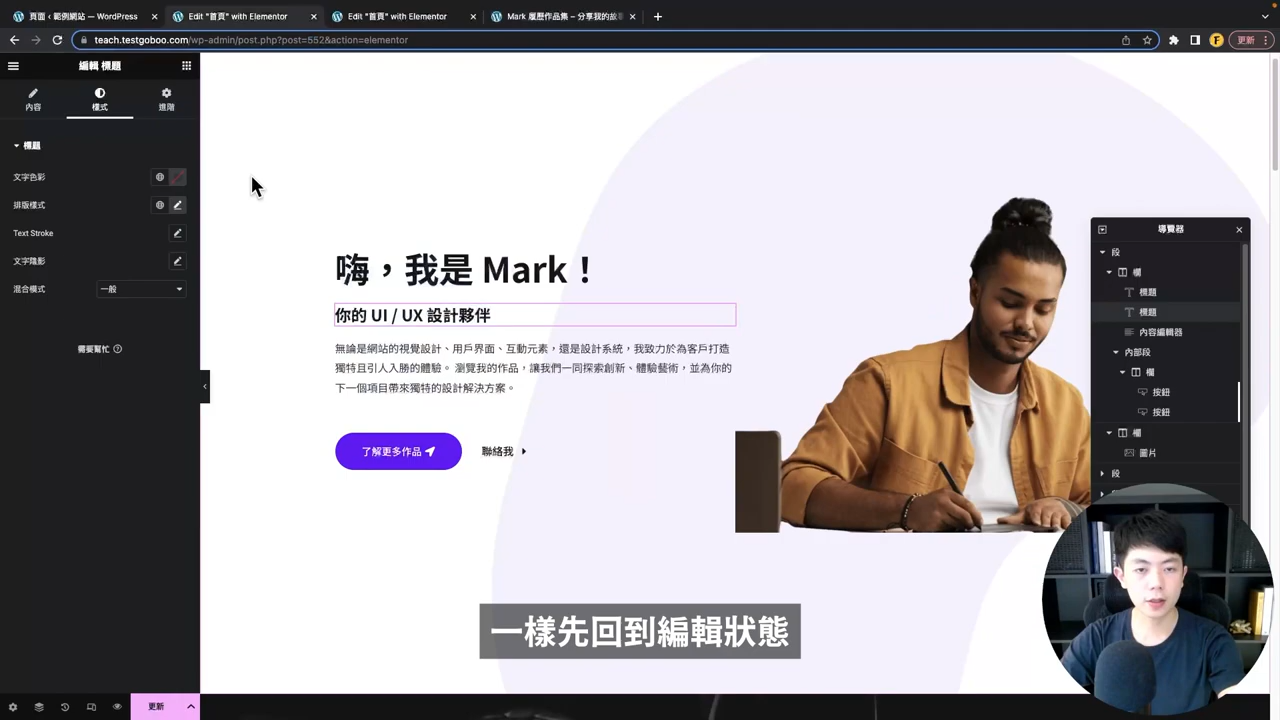 頁面 ‹ 範例網站 — WordPress
Edit "首頁" with Elementor
Edit "首頁" with Elementor
Mark 履歷作品集 – 分享我的故事
teach.testgoboo.com/wp-admin/post.php?post=552&action=elementor
更新
編輯 標題
內容
樣式
進階
標題
文字色彩
排版樣式
Text Stroke
文字陰影
混合模式
一般
需要幫忙
更新
嗨，我是 Mark！
你的 UI / UX 設計夥伴
無論是網站的視覺設計、用戶界面、互動元素，還是設計系統，我致力於為客戶打造
獨特且引人入勝的體驗。 瀏覽我的作品，讓我們一同探索創新、體驗藝術，並為你的
下一個項目帶來獨特的設計解決方案。
了解更多作品
聯絡我
導覽器
段
欄
標題
標題
內容編輯器
內部段
欄
按鈕
按鈕
欄
圖片
段
一樣先回到編輯狀態